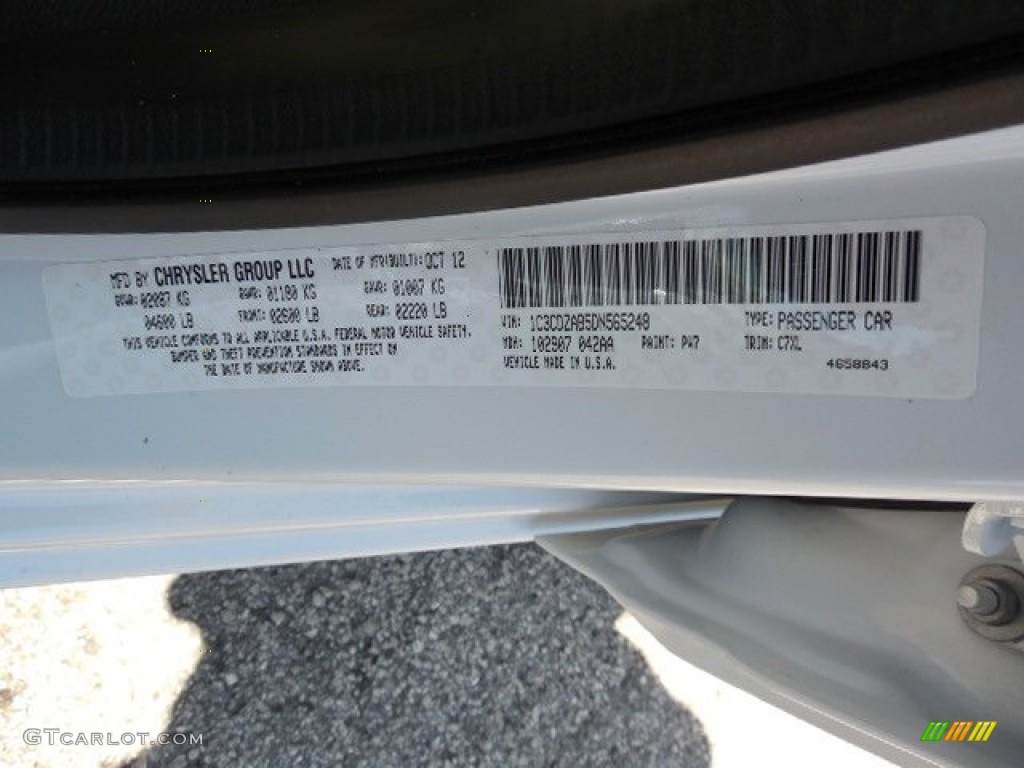 MFD BY CHRYSLER GROUP LLC DATE OF MFR(BUILT): OCT 12
GVWR: 02087 KG GAWR: 01180 KG GAWR: 01007 KG
04600 LB FRONT: 02600 LB REAR: 02220 LB
THIS VEHICLE CONFORMS TO ALL APPLICABLE U.S.A. FEDERAL MOTOR VEHICLE SAFETY,
BUMPER AND THEFT PREVENTION STANDARDS IN EFFECT ON
THE DATE OF MANUFACTURE SHOWN ABOVE.
VIN: 1C3CDZAB5DN565248 TYPE: PASSENGER CAR
MDH: 102907 042AA PAINT: PW7 TRIM: C7XL
VEHICLE MADE IN U.S.A. 4658843
GTCARLOT.COM